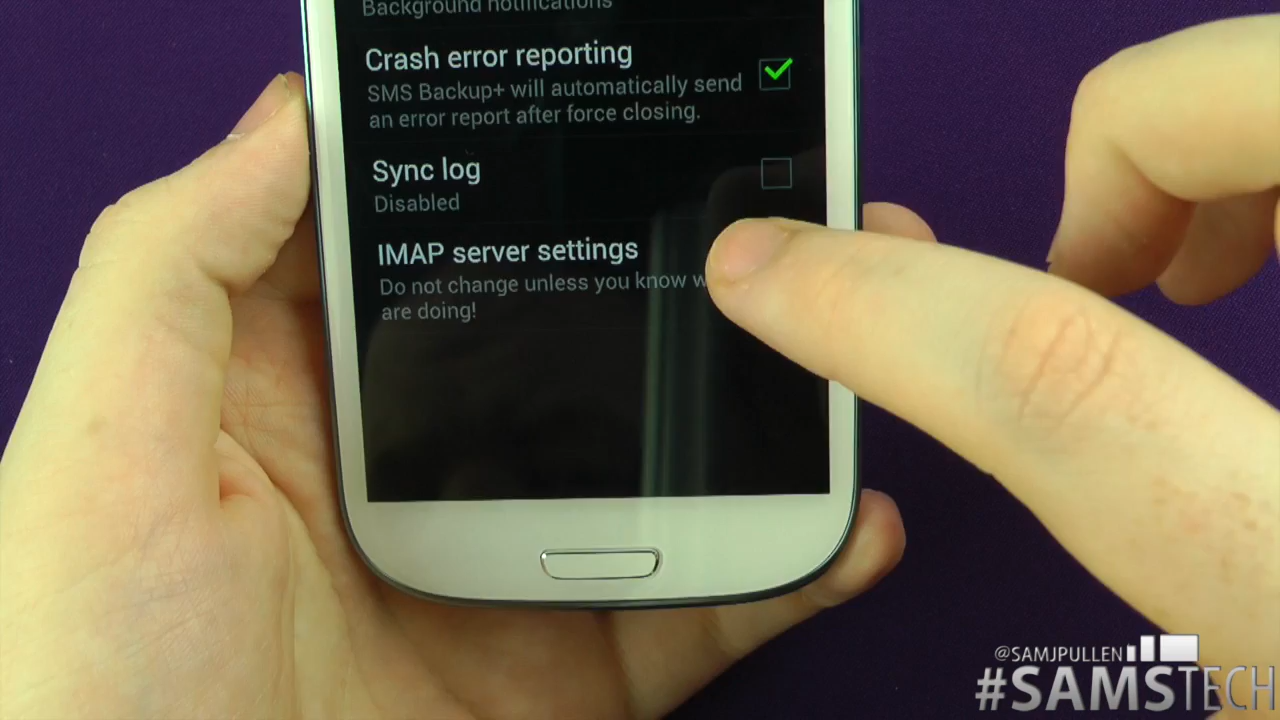 Background notifications
Crash error reporting
SMS Backup+ will automatically send
an error report after force closing.
Sync log
Disabled
IMAP server settings
Do not change unless you know
are doing!
@SAMJPULLEN
#SAMSTECH